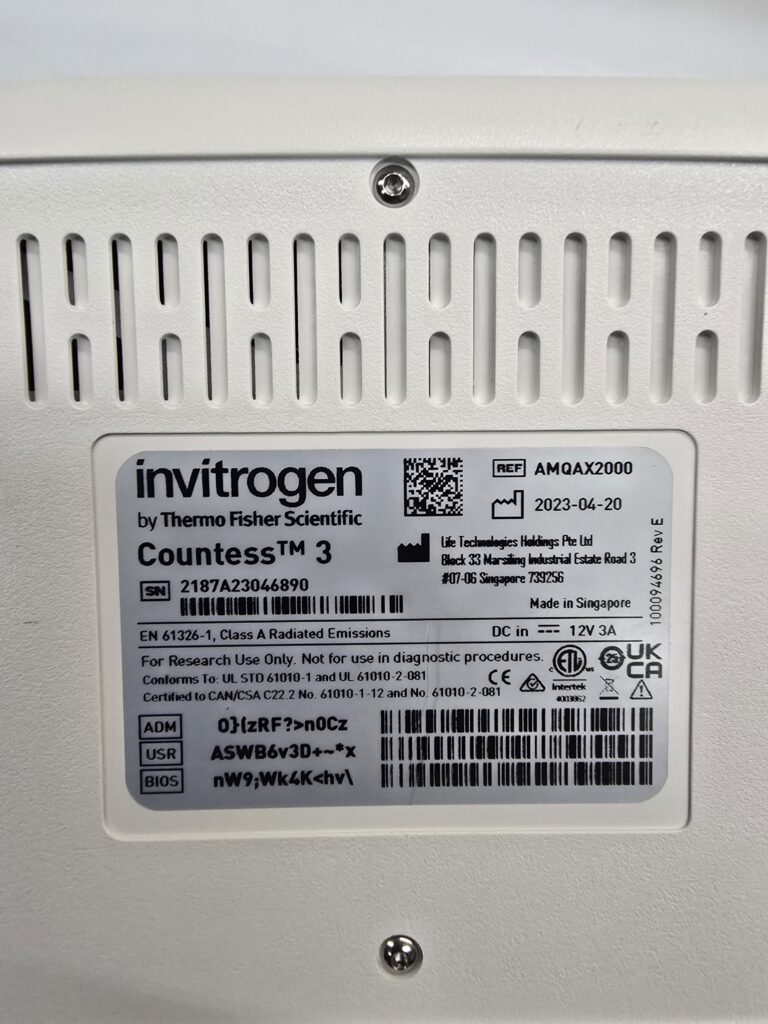 invitrogen
by Thermo Fisher Scientific
Countess™ 3
SN 2187A23046890
REF AMQAX2000
2023-04-20
Life Technologies Holdings Pte Ltd
Block 33 Marsiling Industrial Estate Road 3
#07-06 Singapore 739256
Made in Singapore
100094696 Rev E
EN 61326-1, Class A Radiated Emissions
DC in 12V 3A
For Research Use Only. Not for use in diagnostic procedures.
Conforms To: UL STD 61010-1 and UL 61010-2-081
Certified to CAN/CSA C22.2 No. 61010-1-12 and No. 61010-2-081
CE
ETL
Intertek
4003862
25
UK
CA
ADM 0}(zRF?>n0Cz
USR ASWB6v3D+~*x
BIOS nW9;Wk4K<hv\